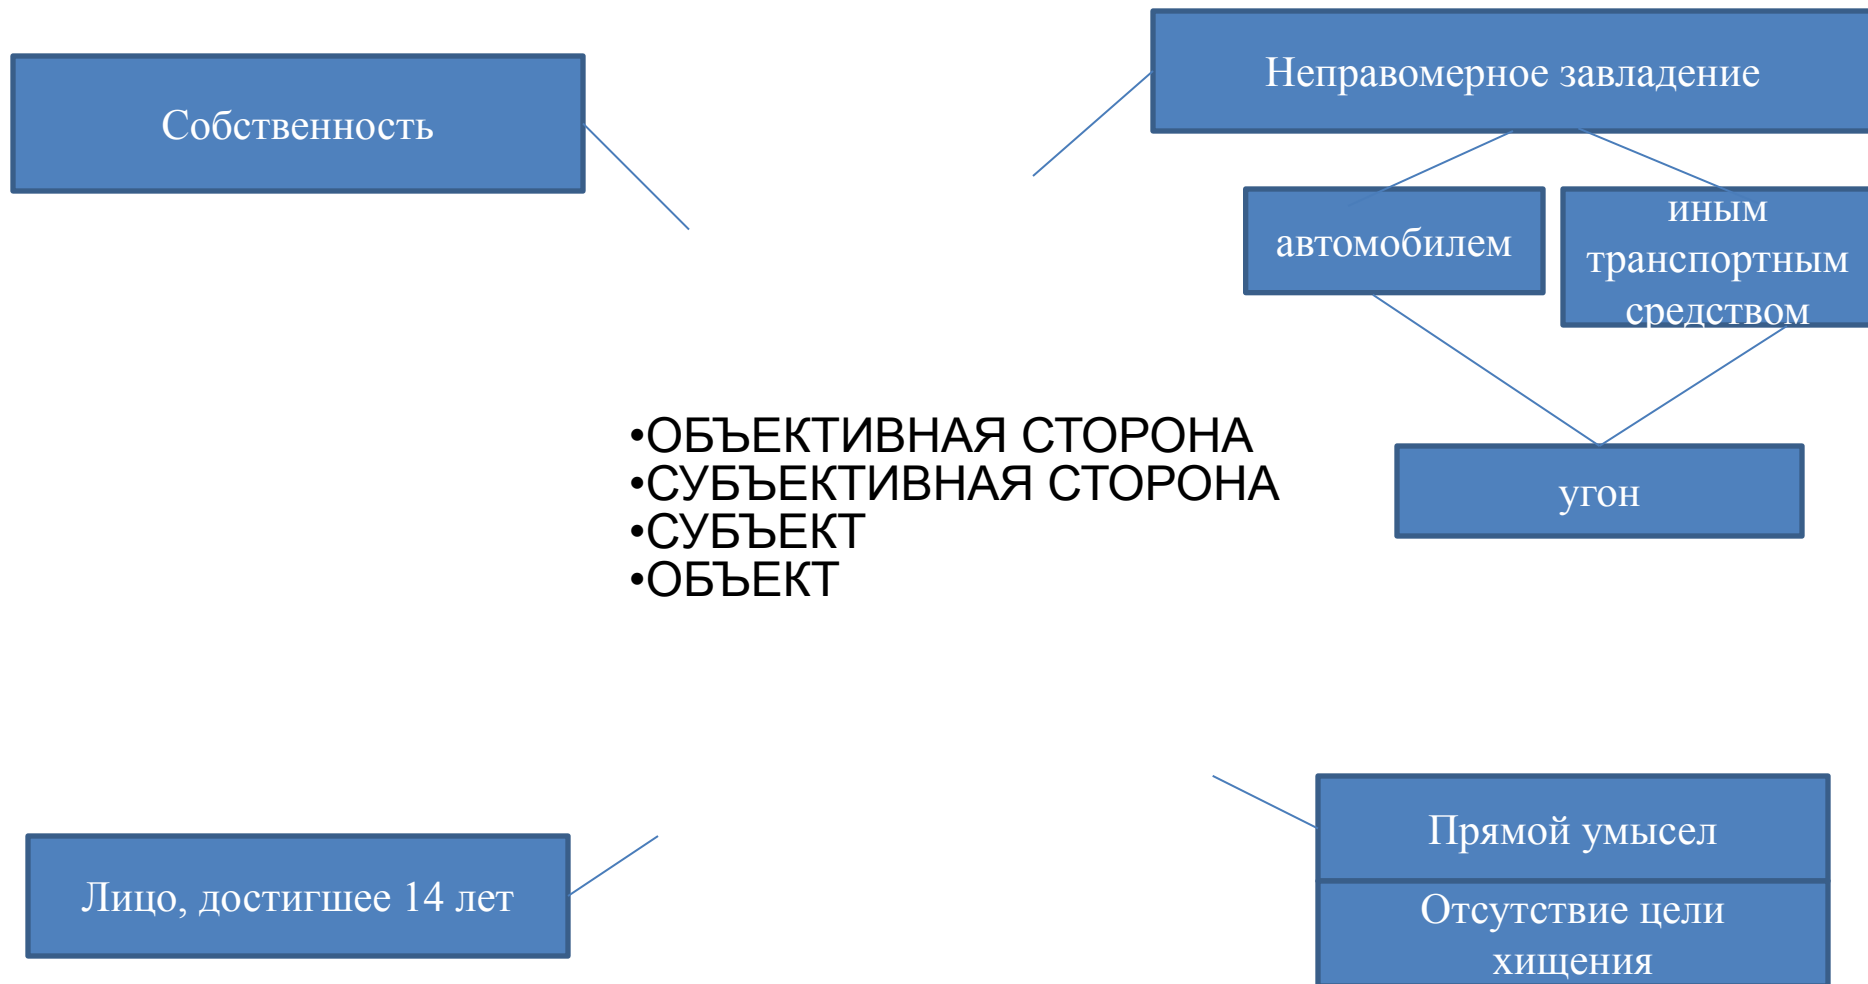 Собственность
Неправомерное завладение
автомобилем
иным
транспортным
средством
•ОБЪЕКТИВНАЯ СТОРОНА
•СУБЪЕКТИВНАЯ СТОРОНА
•СУБЪЕКТ
•ОБЪЕКТ
угон
Лицо, достигшее 14 лет
Прямой умысел
Отсутствие цели
хищения